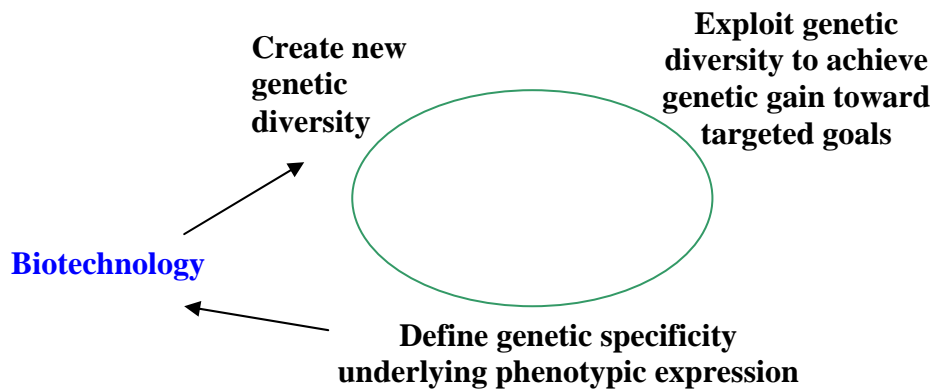 Create new
genetic
diversity
Exploit genetic
diversity to achieve
genetic gain toward
targeted goals
Biotechnology
Define genetic specificity
underlying phenotypic expression